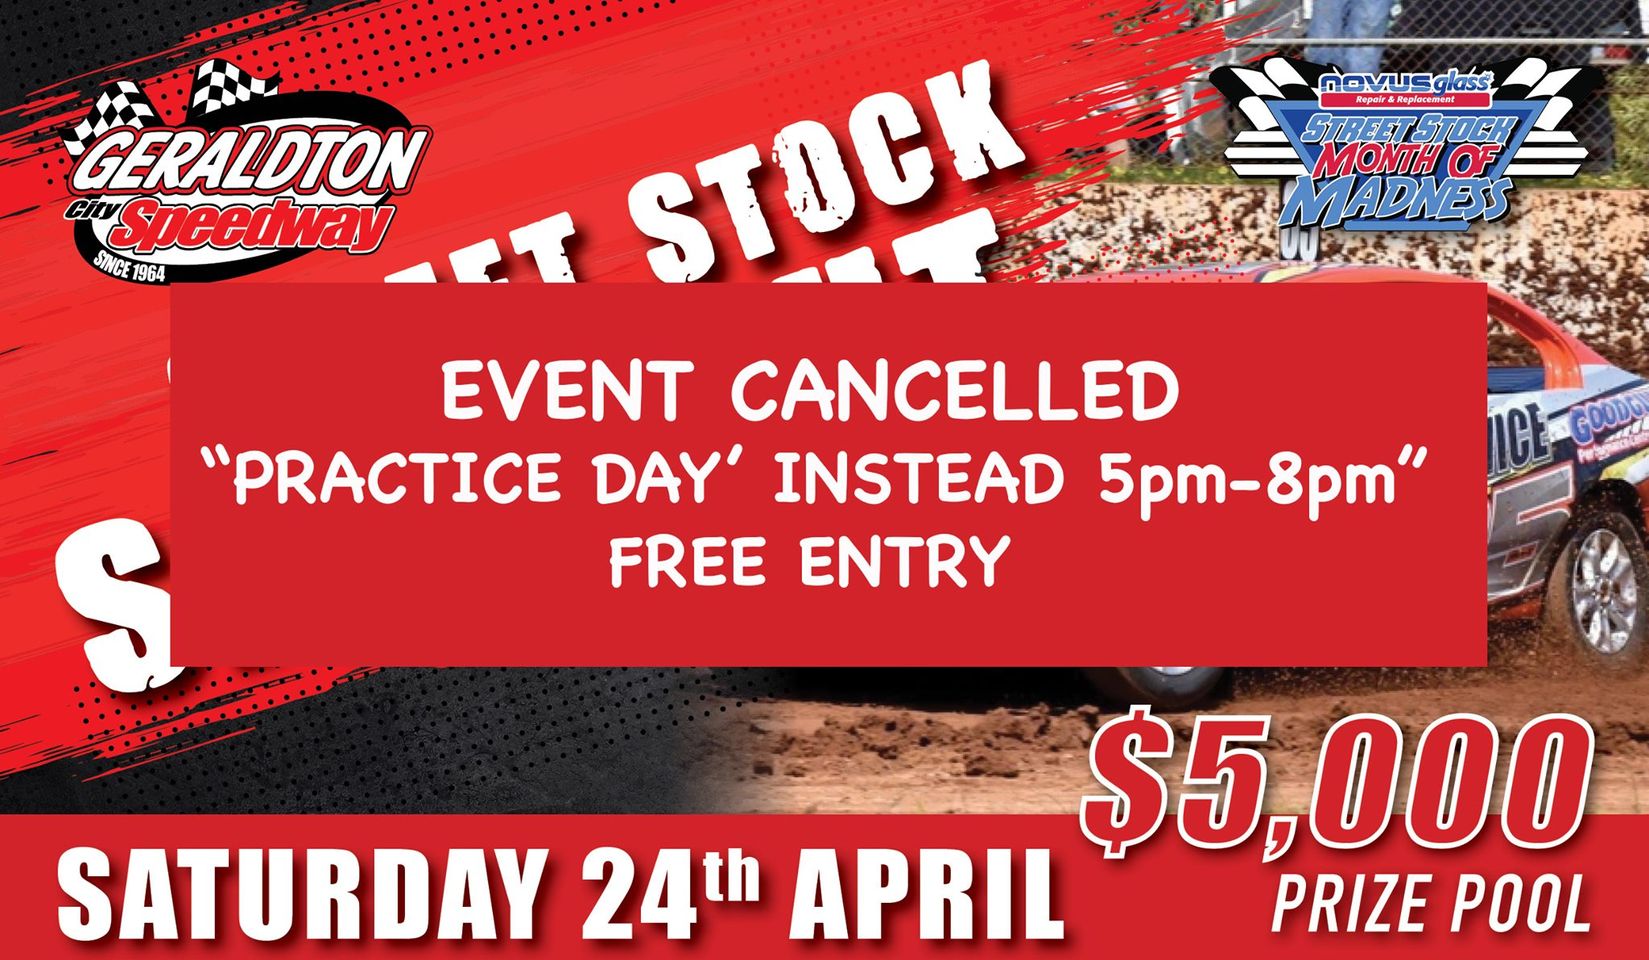 GERALDTON
City Speedway
SINCE 1964
novus glass
Repair & Replacement
STREET STOCK
MONTH OF
MADNESS
STOCK
EVENT CANCELLED
“PRACTICE DAY’ INSTEAD 5pm-8pm”
FREE ENTRY
$5,000
PRIZE POOL
SATURDAY 24th APRIL